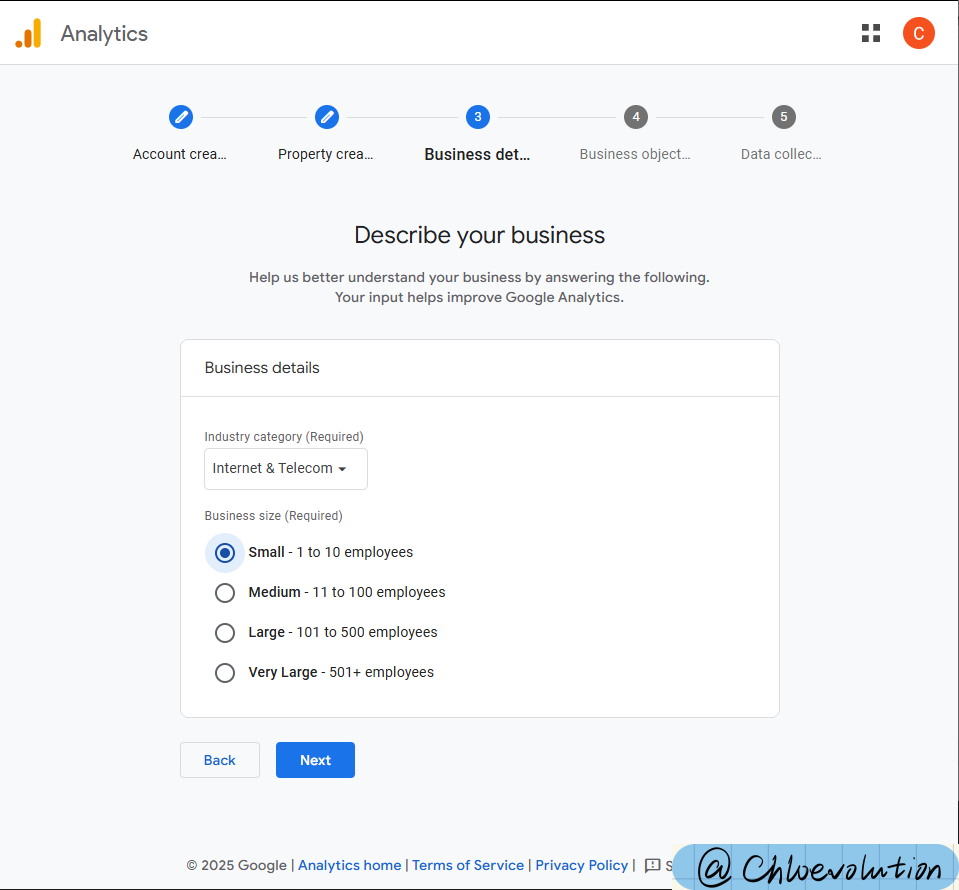 Analytics
C
3
4
5
Account crea...
Property crea...
Business det...
Business object...
Data collec...
Describe your business
Help us better understand your business by answering the following.
Your input helps improve Google Analytics.
Business details
Industry category (Required)
Internet & Telecom
Business size (Required)
Small - 1 to 10 employees
Medium - 11 to 100 employees
Large - 101 to 500 employees
Very Large - 501+ employees
Back
Next
© 2025 Google | Analytics home | Terms of Service | Privacy Policy |
@ Chloevolution